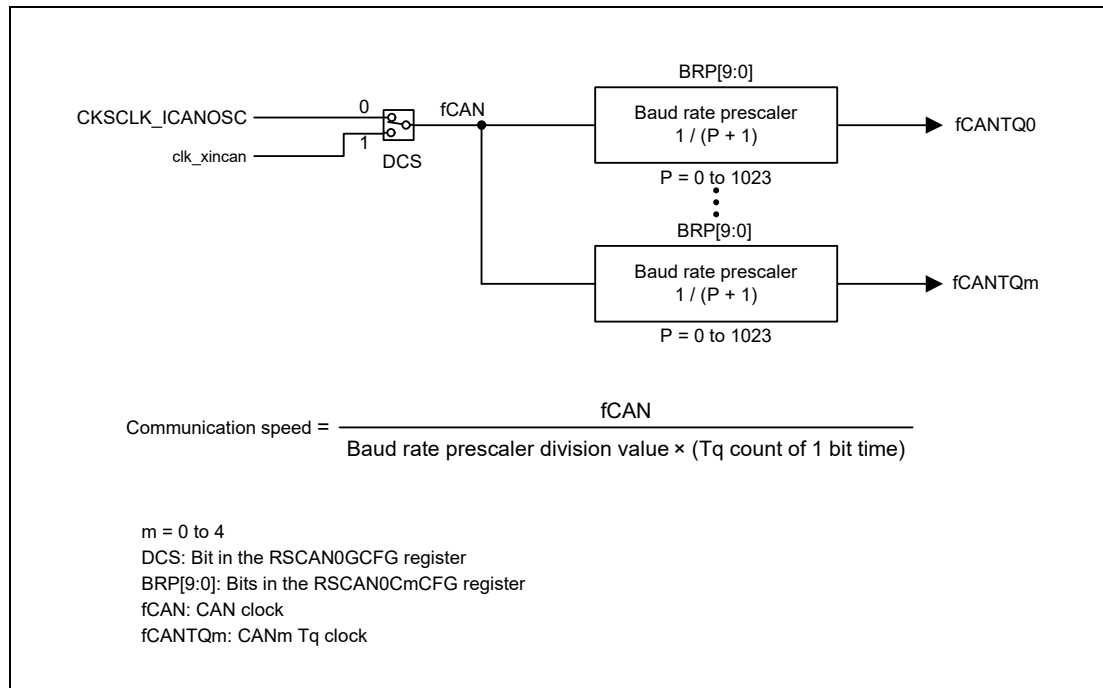 BRP[9:0]
CKSCLK_ICANOSC
0
fCAN
Baud rate prescaler
1 / (P + 1)
fCANTQ0
clk_xincan
1
DCS
P = 0 to 1023
BRP[9:0]
Baud rate prescaler
1 / (P + 1)
fCANTQm
P = 0 to 1023
Communication speed =
fCAN
Baud rate prescaler division value × (Tq count of 1 bit time)
m = 0 to 4
DCS: Bit in the RSCAN0GCFG register
BRP[9:0]: Bits in the RSCAN0CmCFG register
fCAN: CAN clock
fCANTQm: CANm Tq clock